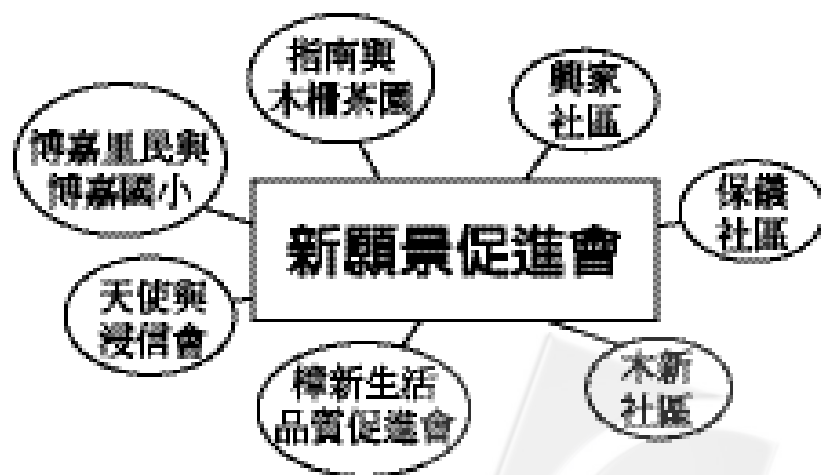 指南與
木柵茶園
興家
社區
博嘉里民與
博嘉國小
保儀
社區
新願景促進會
天使與
浸信會
樟新生活
品質促進會
木新
社區